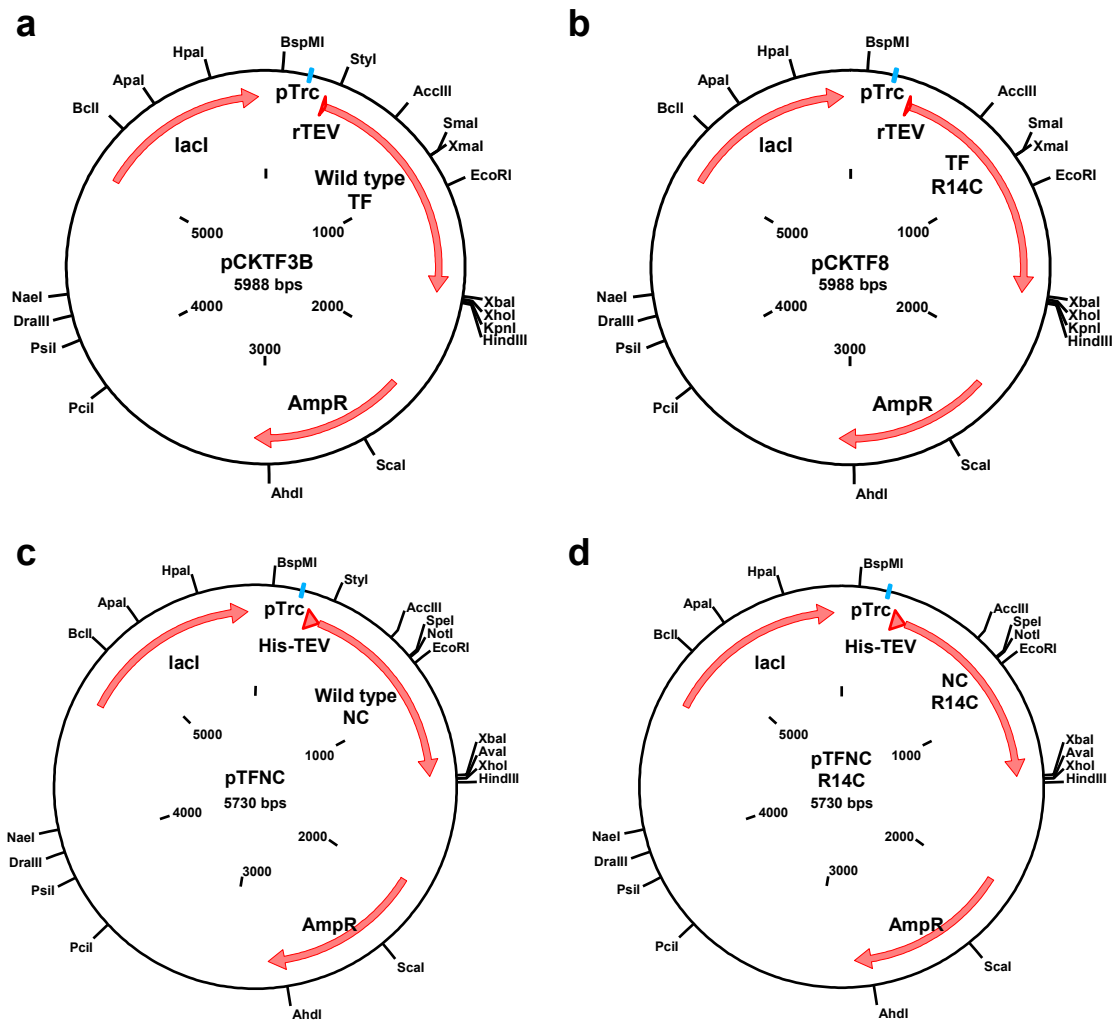 a
BspMI
HpaI
StyI
ApaI
AccIII
BclI
pTrc
SmaI
XmaI
rTEV
lacI
EcoRI
Wild type
TF
5000
1000
pCKTF3B
5988 bps
NaeI
4000
2000
XbaI
XhoI
KpnI
HindIII
DraIII
PsiI
3000
PciI
AmpR
ScaI
AhdI
b
BspMI
HpaI
ApaI
AccIII
BclI
pTrc
SmaI
XmaI
rTEV
lacI
TF
R14C
EcoRI
5000
1000
pCKTF8
5988 bps
NaeI
4000
2000
XbaI
XhoI
KpnI
HindIII
DraIII
PsiI
3000
PciI
AmpR
ScaI
AhdI
c
BspMI
HpaI
StyI
ApaI
AccIII
SpeI
NotI
EcoRI
BclI
pTrc
His-TEV
lacI
Wild type
NC
5000
1000
XbaI
AvaI
XhoI
HindIII
pTFNC
5730 bps
4000
NaeI
2000
DraIII
3000
PsiI
AmpR
PciI
ScaI
AhdI
d
BspMI
HpaI
ApaI
AccIII
SpeI
NotI
EcoRI
BclI
pTrc
His-TEV
lacI
NC
R14C
5000
1000
XbaI
AvaI
XhoI
HindIII
pTFNC
R14C
5730 bps
4000
NaeI
2000
DraIII
3000
PsiI
AmpR
PciI
ScaI
AhdI